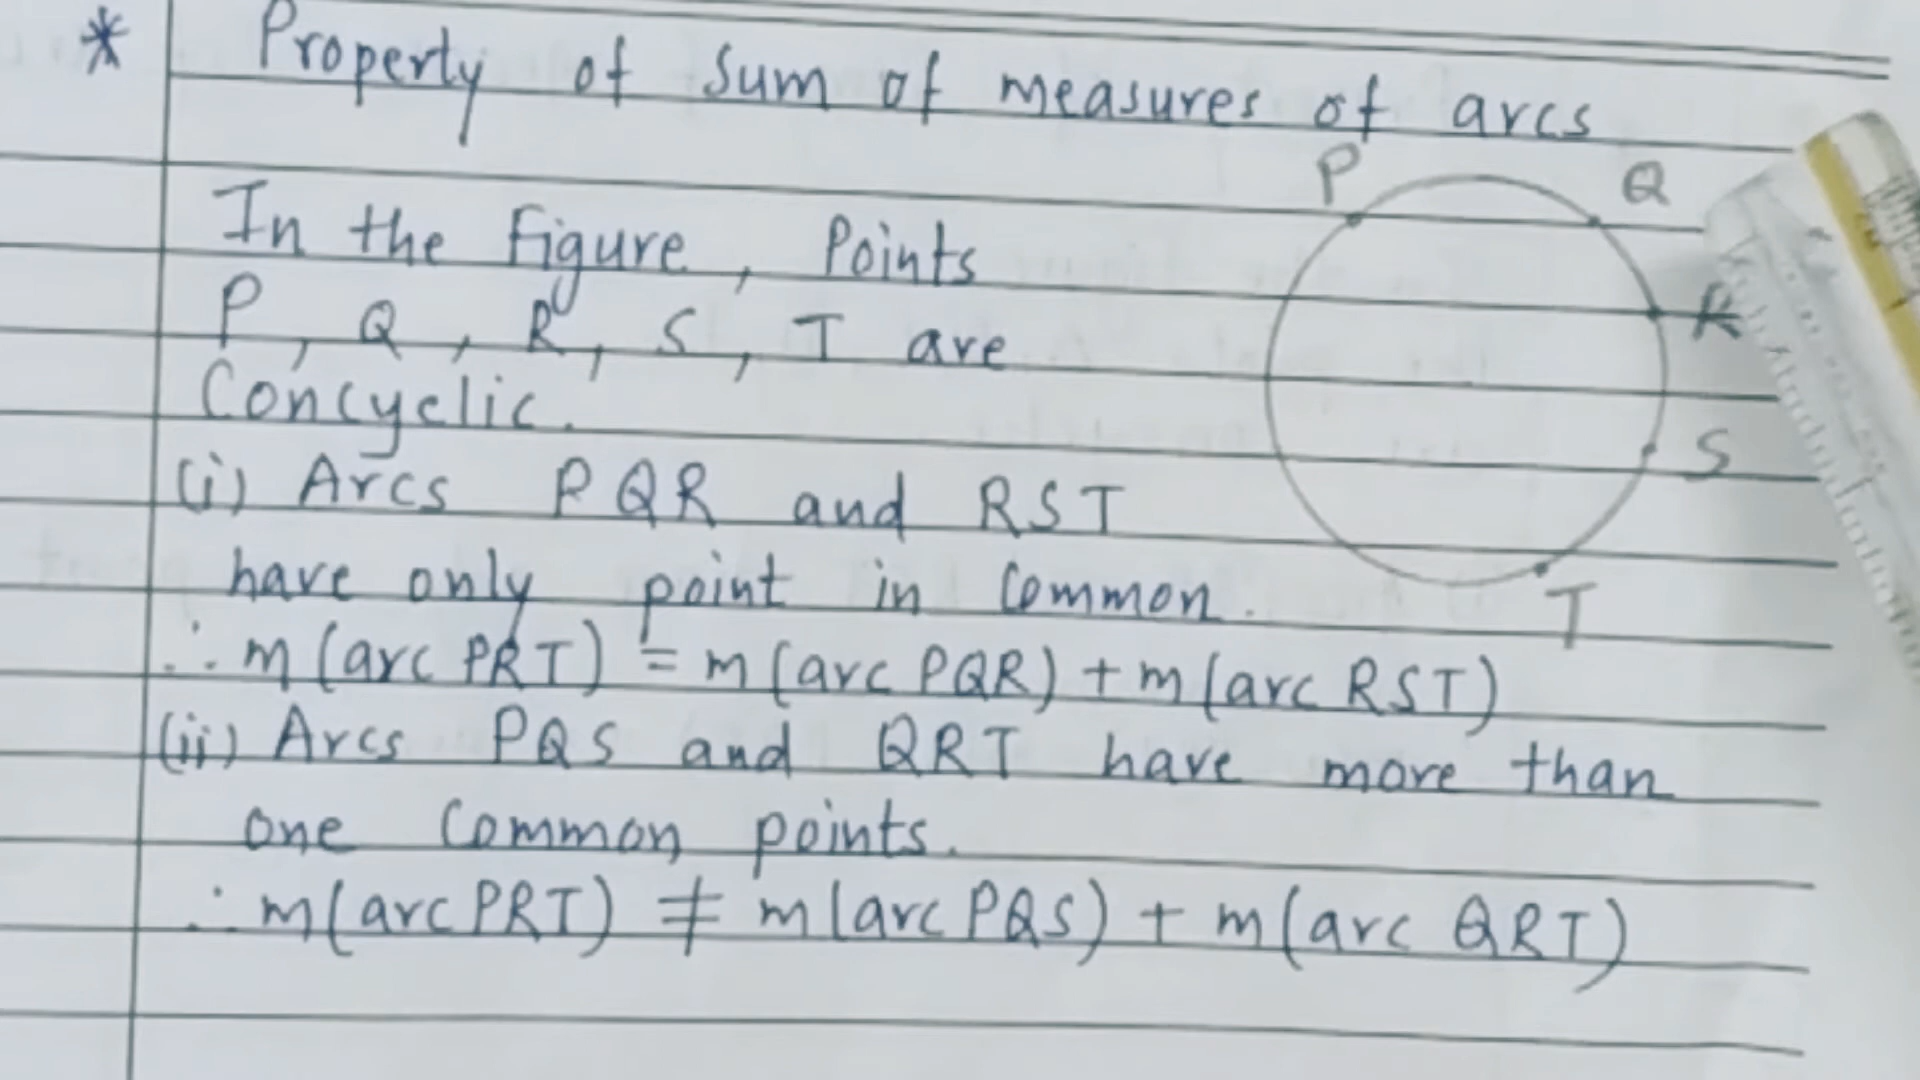 * Property of Sum of measures of arcs
In the Figure, Points
P, Q, R, S, T are
Concyclic.
(i) Arcs PQR and RST
have only point in Common.
∴ m(arc PRT) = m(arc PQR) + m(arc RST)
(ii) Arcs PQS and QRT have more than
one Common points.
∴ m(arc PRT) ≠ m(arc PQS) + m(arc QRT)
P
Q
R
S
T